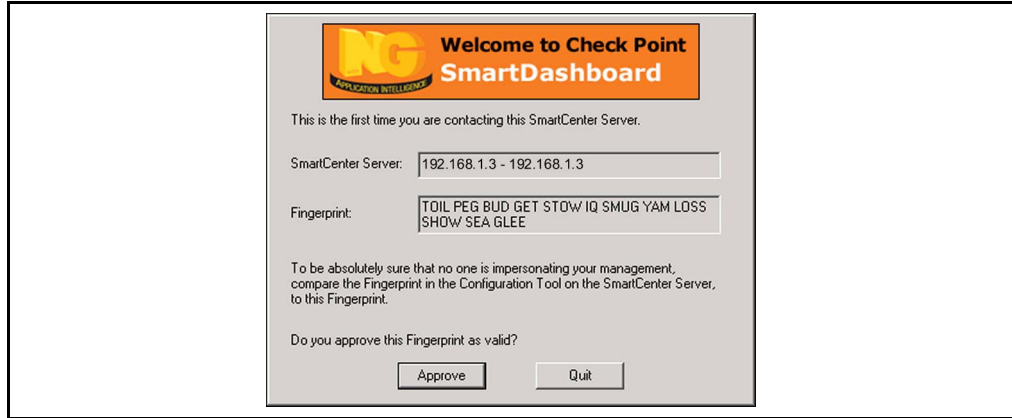 NG
APPLICATION INTELLIGENCE
Welcome to Check Point
SmartDashboard
This is the first time you are contacting this SmartCenter Server.
SmartCenter Server: 192.168.1.3 - 192.168.1.3
Fingerprint: TOIL PEG BUD GET STOW IQ SMUG YAM LOSS
SHOW SEA GLEE
To be absolutely sure that no one is impersonating your management,
compare the Fingerprint in the Configuration Tool on the SmartCenter Server,
to this Fingerprint.
Do you approve this Fingerprint as valid?
Approve Quit